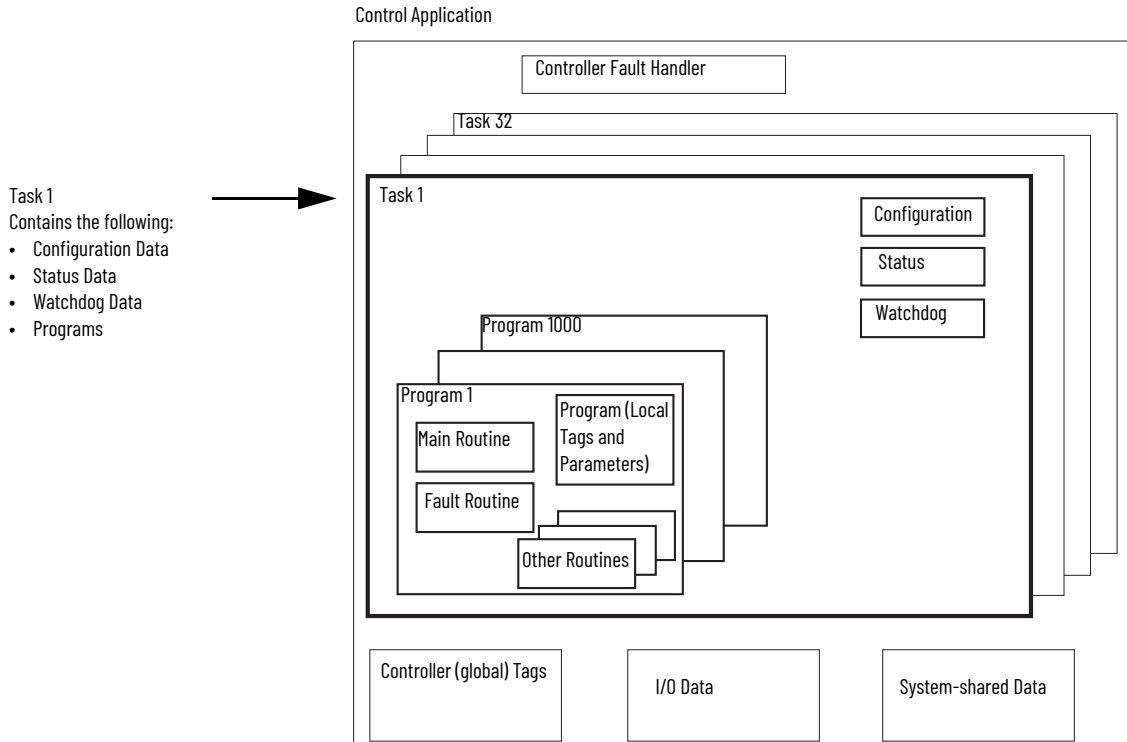 Control Application
Controller Fault Handler
Task 32
Task 1
Contains the following:
• Configuration Data
• Status Data
• Watchdog Data
• Programs
Task 1
Configuration
Status
Watchdog
Program 1000
Program 1
Main Routine
Fault Routine
Program (Local
Tags and
Parameters)
Other Routines
Controller (global) Tags
I/O Data
System-shared Data